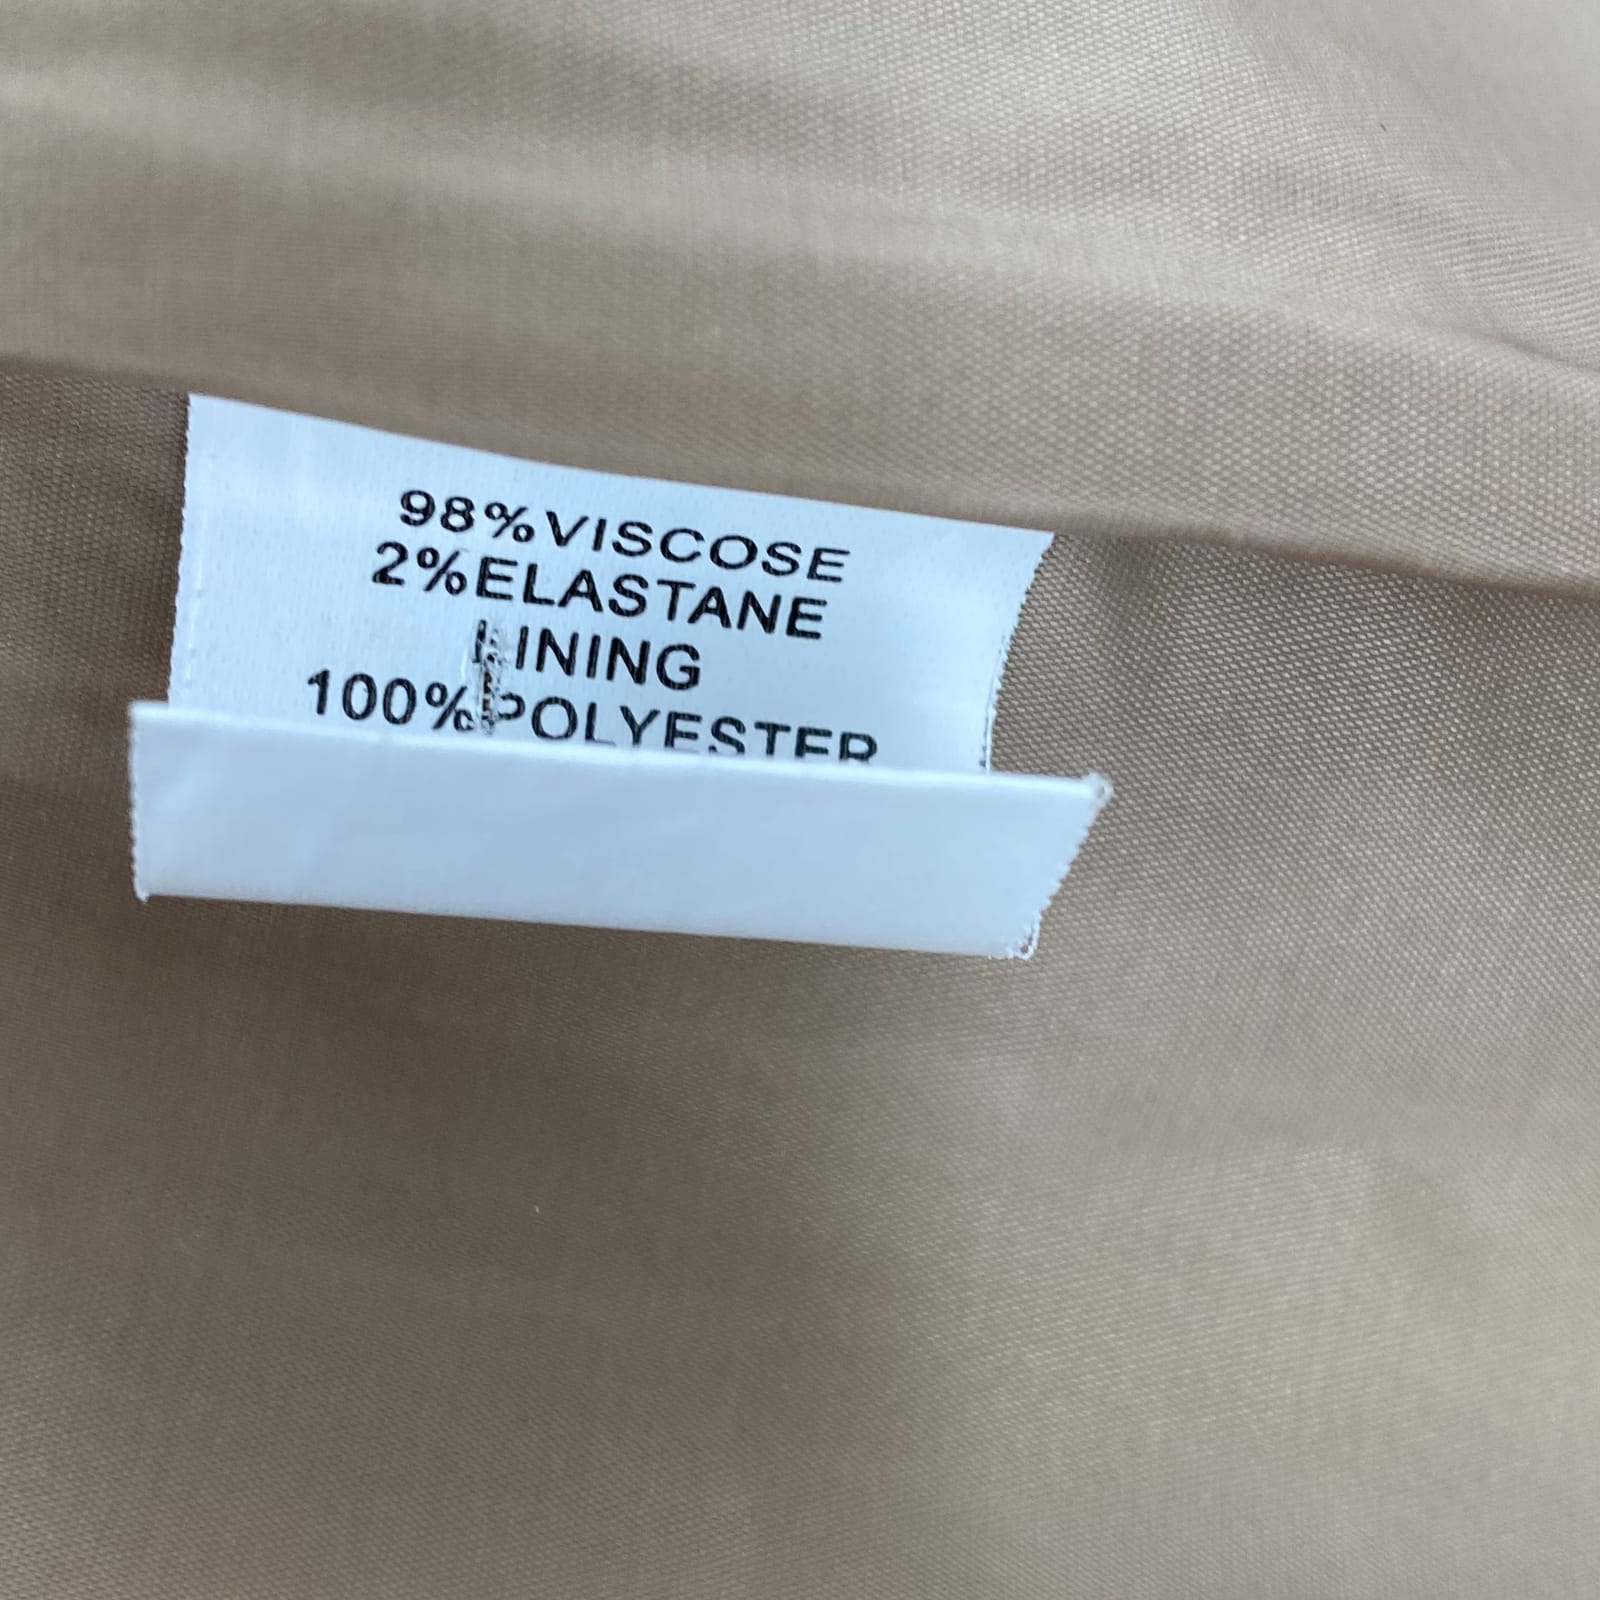 98%VISCOSE
2%ELASTANE
LINING
100%POLYESTER